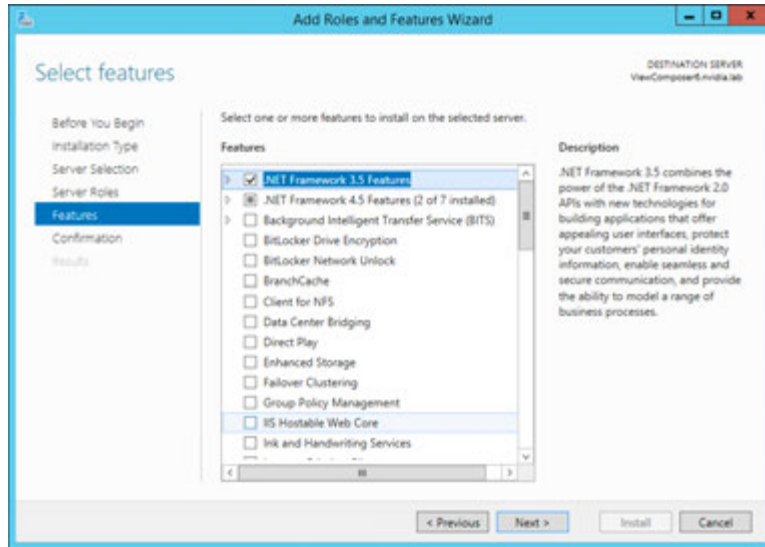 Add Roles and Features Wizard
Select features
DESTINATION SERVER
ViewComposer6.nvidia.lab
Before You Begin
Installation Type
Server Selection
Server Roles
Features
Confirmation
Results
Select one or more features to install on the selected server.
Features
.NET Framework 3.5 Features
.NET Framework 4.5 Features (2 of 7 installed)
Background Intelligent Transfer Service (BITS)
BitLocker Drive Encryption
BitLocker Network Unlock
BranchCache
Client for NFS
Data Center Bridging
Direct Play
Enhanced Storage
Failover Clustering
Group Policy Management
IIS Hostable Web Core
Ink and Handwriting Services
Description
.NET Framework 3.5 combines the
power of the .NET Framework 2.0
APIs with new technologies for
building applications that offer
appealing user interfaces, protect
your customers' personal identity
information, enable seamless and
secure communication, and provide
the ability to model a range of
business processes.
< Previous
Next >
Install
Cancel